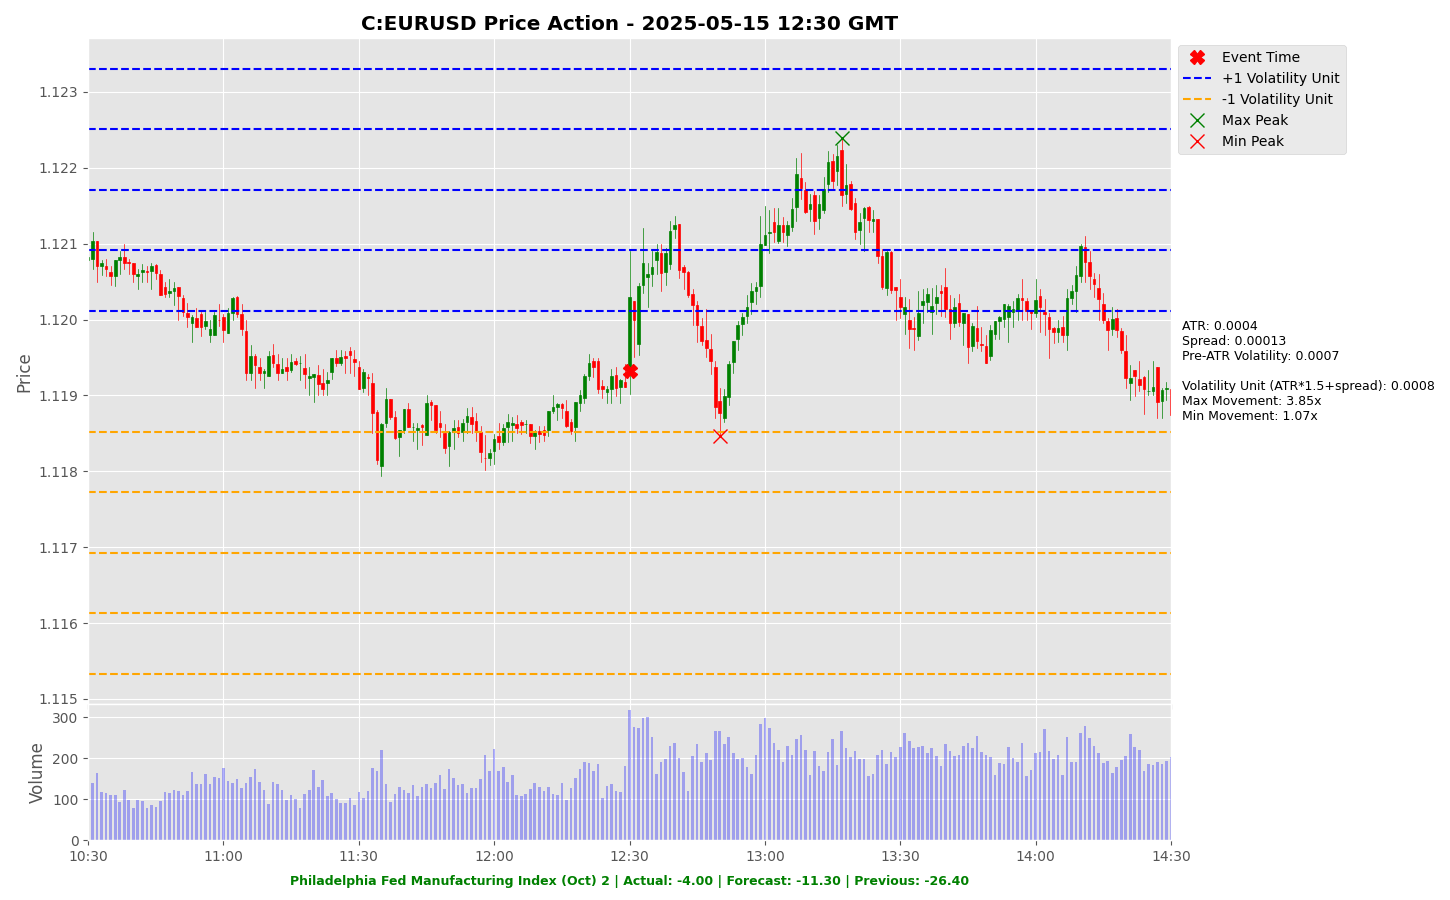 C:EURUSD Price Action - 2025-05-15 12:30 GMT
Event Time
+1 Volatility Unit
-1 Volatility Unit
Max Peak
Min Peak
Price
1.123
1.122
1.121
1.120
1.119
1.118
1.117
1.116
1.115
ATR: 0.0004
Spread: 0.00013
Pre-ATR Volatility: 0.0007
Volatility Unit (ATR*1.5+spread): 0.0008
Max Movement: 3.85x
Min Movement: 1.07x
Volume
300
200
100
0
10:30 11:00 11:30 12:00 12:30 13:00 13:30 14:00 14:30
Philadelphia Fed Manufacturing Index (Oct) 2 | Actual: -4.00 | Forecast: -11.30 | Previous: -26.40